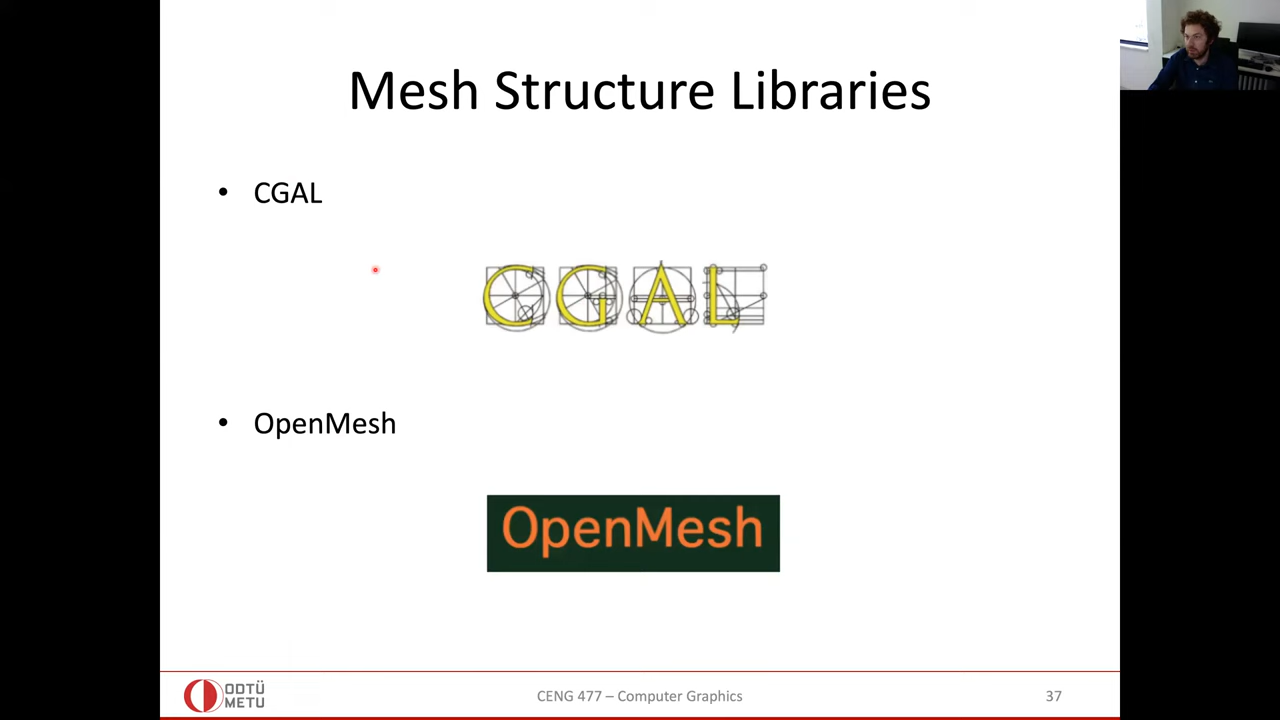 Mesh Structure Libraries
• CGAL
CGAL
• OpenMesh
OpenMesh
ODTÜ
METU
CENG 477 – Computer Graphics
37